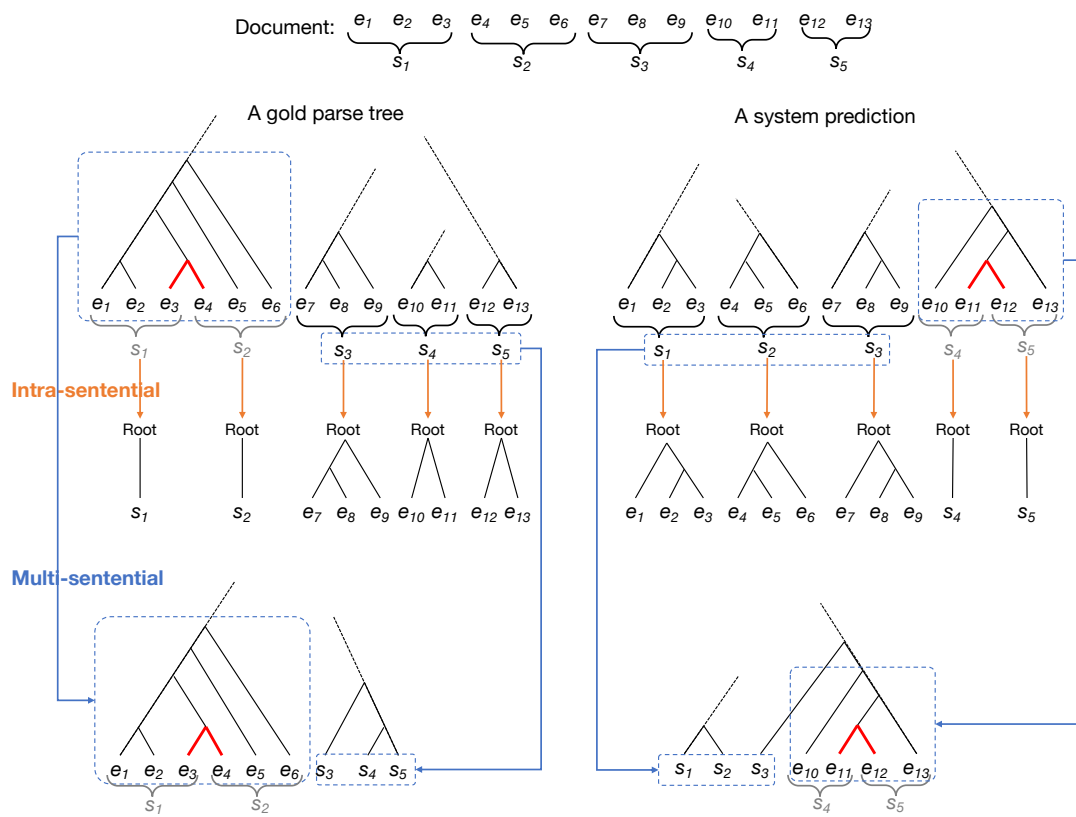 Document: e1 e2 e3 e4 e5 e6 e7 e8 e9 e10 e11 e12 e13
s1 s2 s3 s4 s5
A gold parse tree
A system prediction
e1 e2 e3 e4 e5 e6 e7 e8 e9 e10 e11 e12 e13
s1 s2 s3 s4 s5
e1 e2 e3 e4 e5 e6 e7 e8 e9 e10 e11 e12 e13
s1 s2 s3 s4 s5
Intra-sentential
Root Root Root Root Root
s1 s2 e7 e8 e9 e10 e11 e12 e13
Root Root Root Root Root
e1 e2 e3 e4 e5 e6 e7 e8 e9 s4 s5
Multi-sentential
e1 e2 e3 e4 e5 e6 s3 s4 s5
s1 s2
s1 s2 s3 e10 e11 e12 e13
s4 s5